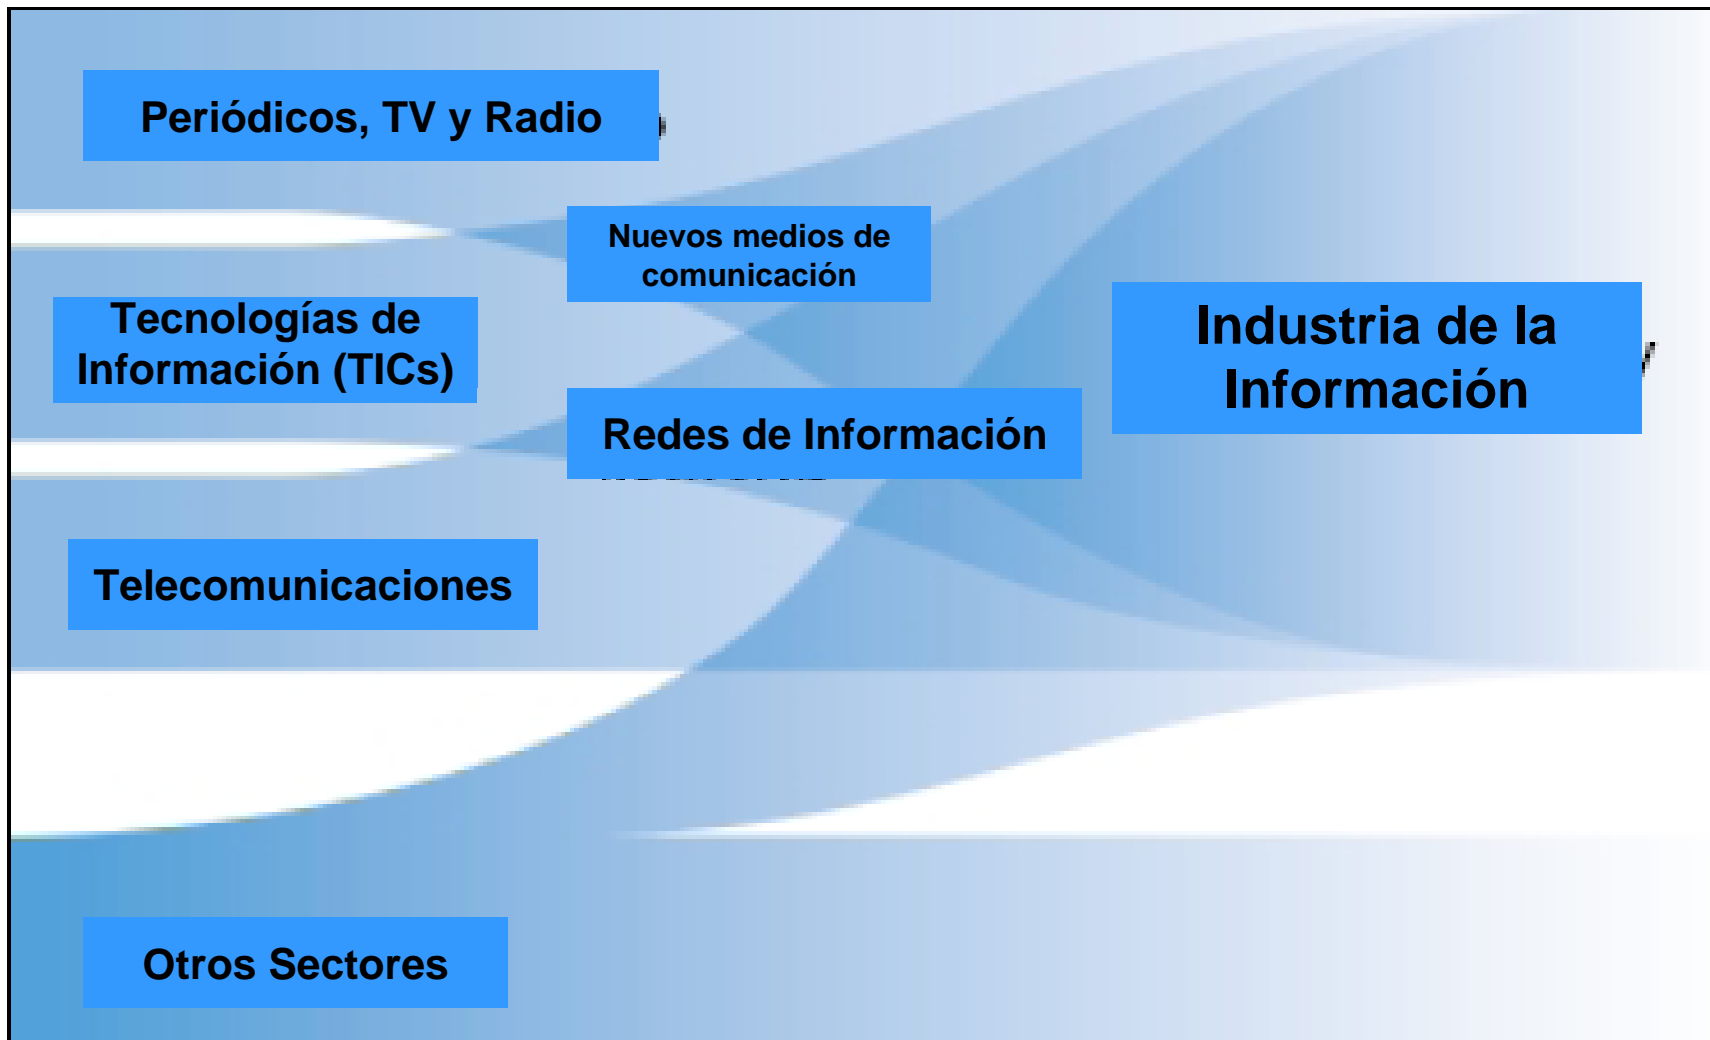 Periódicos, TV y Radio
Nuevos medios de
comunicación
Tecnologías de
Información (TICs)
Industria de la
Información
Redes de Información
Telecomunicaciones
Otros Sectores